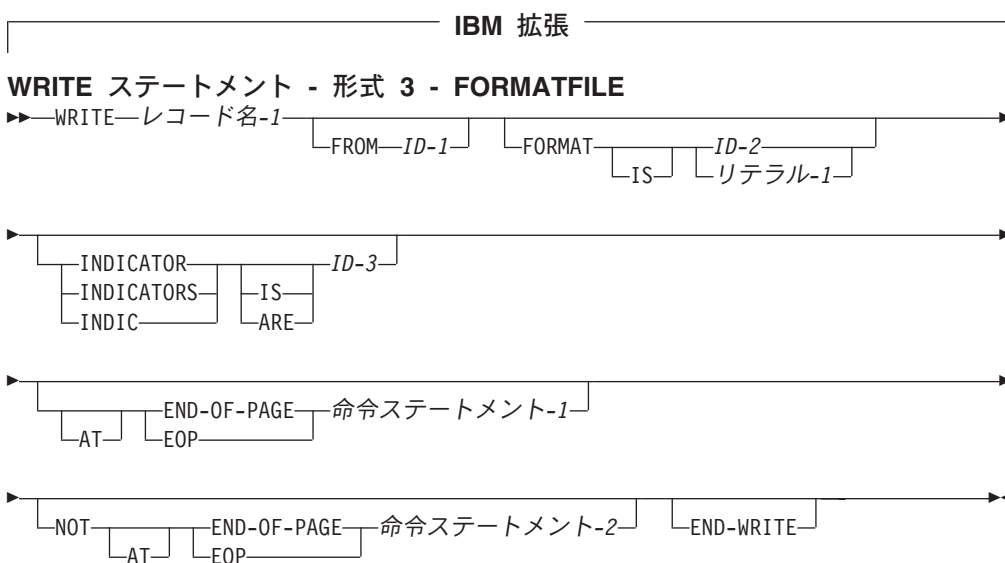 IBM 拡張
WRITE ステートメント - 形式 3 - FORMATFILE
WRITE レコード名-1 FROM ID-1 FORMAT IS ID-2
リテラル-1
INDICATOR ID-3
INDICATORS IS
INDIC ARE
AT END-OF-PAGE 命令ステートメント-1
EOP
NOT AT END-OF-PAGE 命令ステートメント-2 END-WRITE
EOP